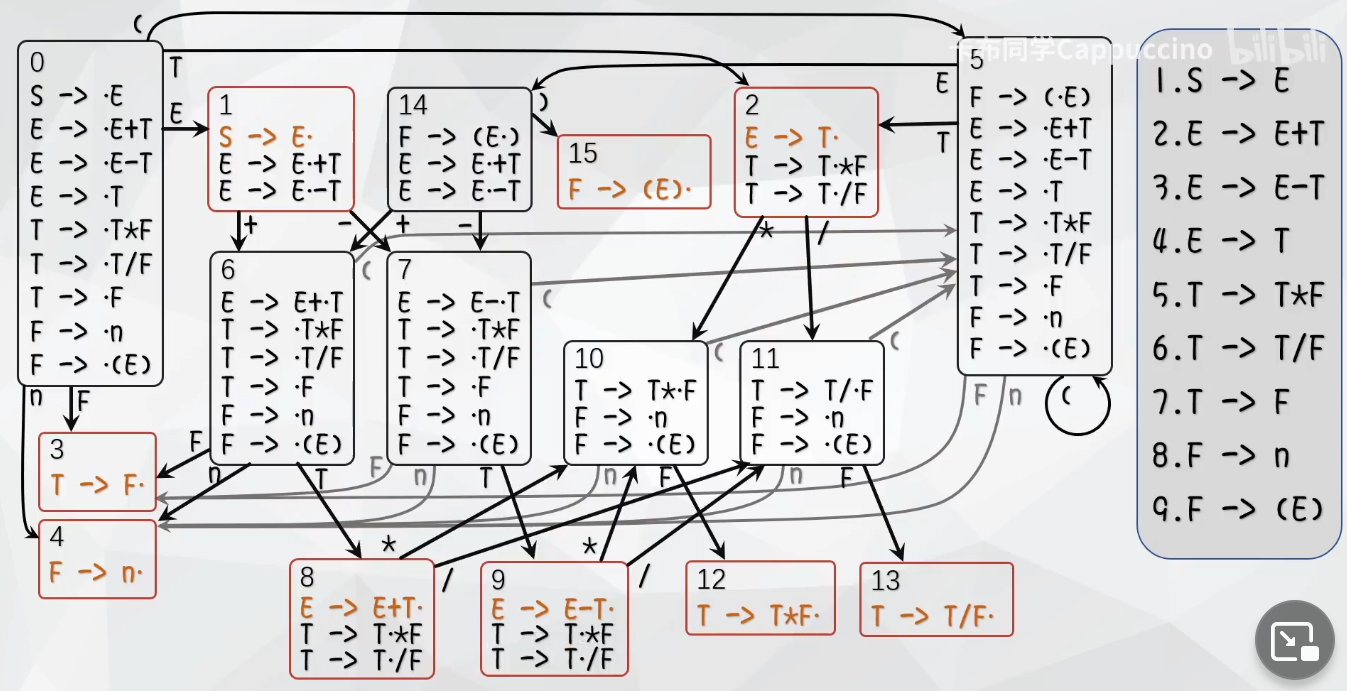 (
卡布同学Cappuccino bilibili
0
S -> ·E
E -> ·E+T
E -> ·E-T
E -> ·T
T -> ·T*F
T -> ·T/F
T -> ·F
F -> ·n
F -> ·(E)
T
E
1
S -> E·
E -> E·+T
E -> E·-T
14
F -> (E·)
E -> E·+T
E -> E·-T
)
15
F -> (E)·
2
E -> T·
T -> T·*F
T -> T·/F
E
T
5
F -> (·E)
E -> ·E+T
E -> ·E-T
E -> ·T
T -> ·T*F
T -> ·T/F
T -> ·F
F -> ·n
F -> ·(E)
1.S -> E
2.E -> E+T
3.E -> E-T
4.E -> T
5.T -> T*F
6.T -> T/F
7.T -> F
8.F -> n
9.F -> (E)
+ - + - * /
6
E -> E+·T
T -> ·T*F
T -> ·T/F
T -> ·F
F -> ·n
F -> ·(E)
(
7
E -> E-·T
T -> ·T*F
T -> ·T/F
T -> ·F
F -> ·n
F -> ·(E)
(
10
T -> T*·F
F -> ·n
F -> ·(E)
(
11
T -> T/·F
F -> ·n
F -> ·(E)
(
n F
F n (
3
T -> F·
F n T F n T n F n F
4
F -> n·
* / * /
8
E -> E+T·
T -> T·*F
T -> T·/F
9
E -> E-T·
T -> T·*F
T -> T·/F
12
T -> T*F·
13
T -> T/F·